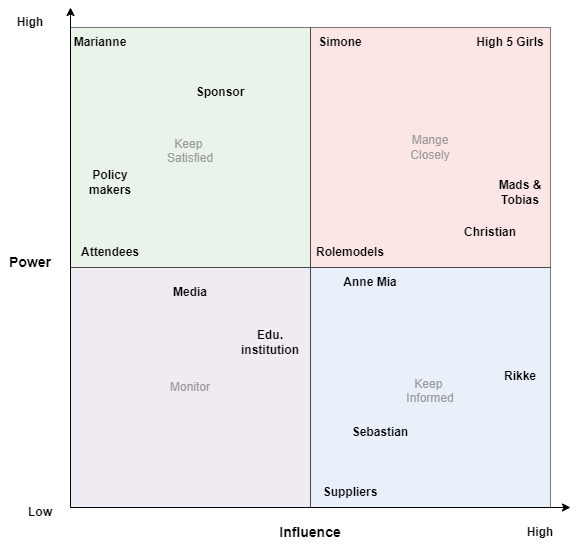 High
Marianne
Simone
High 5 Girls
Sponsor
Keep
Satisfied
Mange
Closely
Policy
makers
Mads &
Tobias
Christian
Attendees
Rolemodels
Power
Media
Anne Mia
Edu.
institution
Monitor
Keep
Informed
Rikke
Sebastian
Suppliers
Low
Influence
High